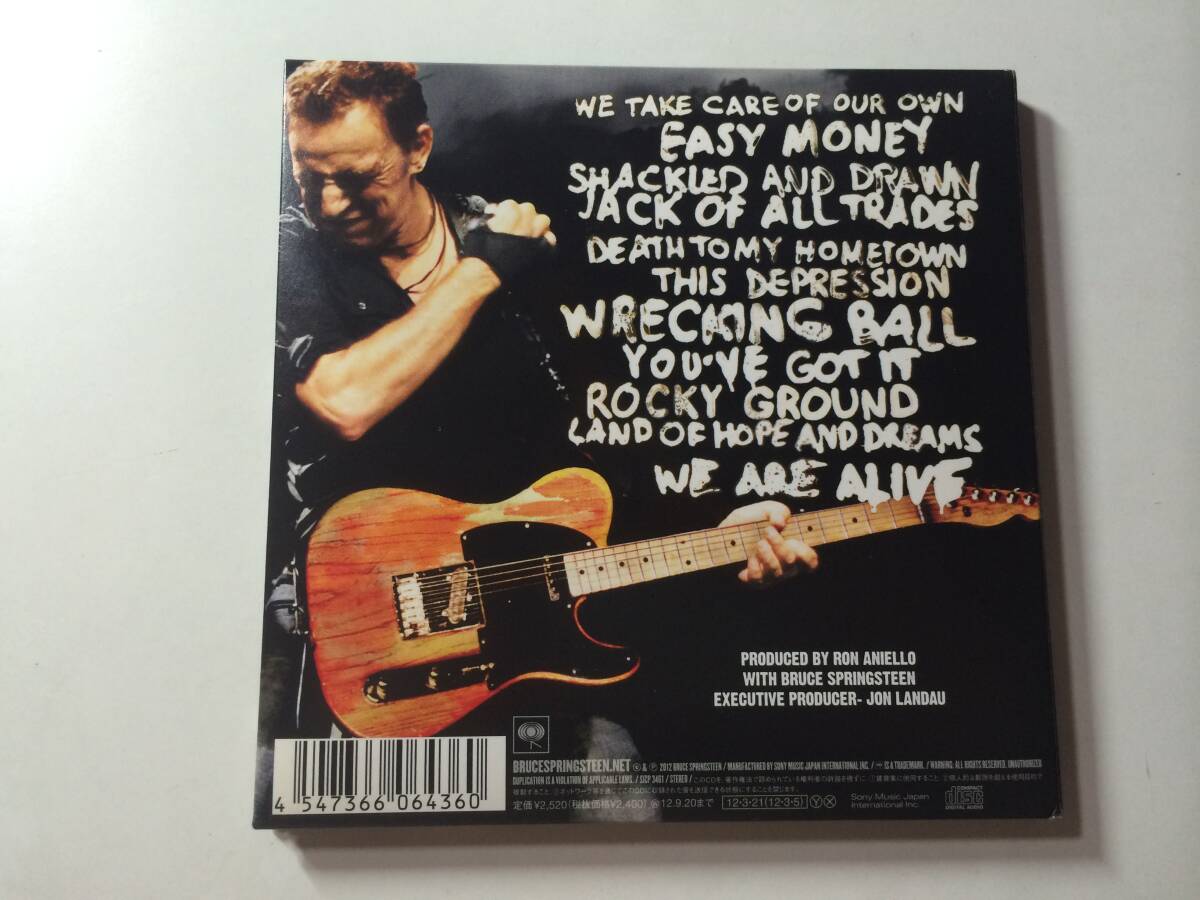 WE TAKE CARE OF OUR OWN
EASY MONEY
SHACKLED AND DRAWN
JACK OF ALL TRADES
DEATH TO MY HOMETOWN
THIS DEPRESSION
WRECKING BALL
YOU'VE GOT IT
ROCKY GROUND
LAND OF HOPE AND DREAMS
WE ARE ALIVE
PRODUCED BY RON ANIELLO
WITH BRUCE SPRINGSTEEN
EXECUTIVE PRODUCER- JON LANDAU
BRUCESPRINGSTEEN.NET © & ℗ 2012 BRUCE SPRINGSTEEN / MANUFACTURED BY SONY MUSIC JAPAN INTERNATIONAL INC. / IS A TRADEMARK. / WARNING: ALL RIGHTS RESERVED. UNAUTHORIZED
DUPLICATION IS A VIOLATION OF APPLICABLE LAWS. / SICP 3461 / STEREO /
定価¥2,520(税抜価格¥2,400) 12.9.20まで 12・3・21(12・3・5) Ⓨ Ⓧ
Sony Music Japan
International Inc.
COMPACT
disc
DIGITAL AUDIO
4 547366 064360